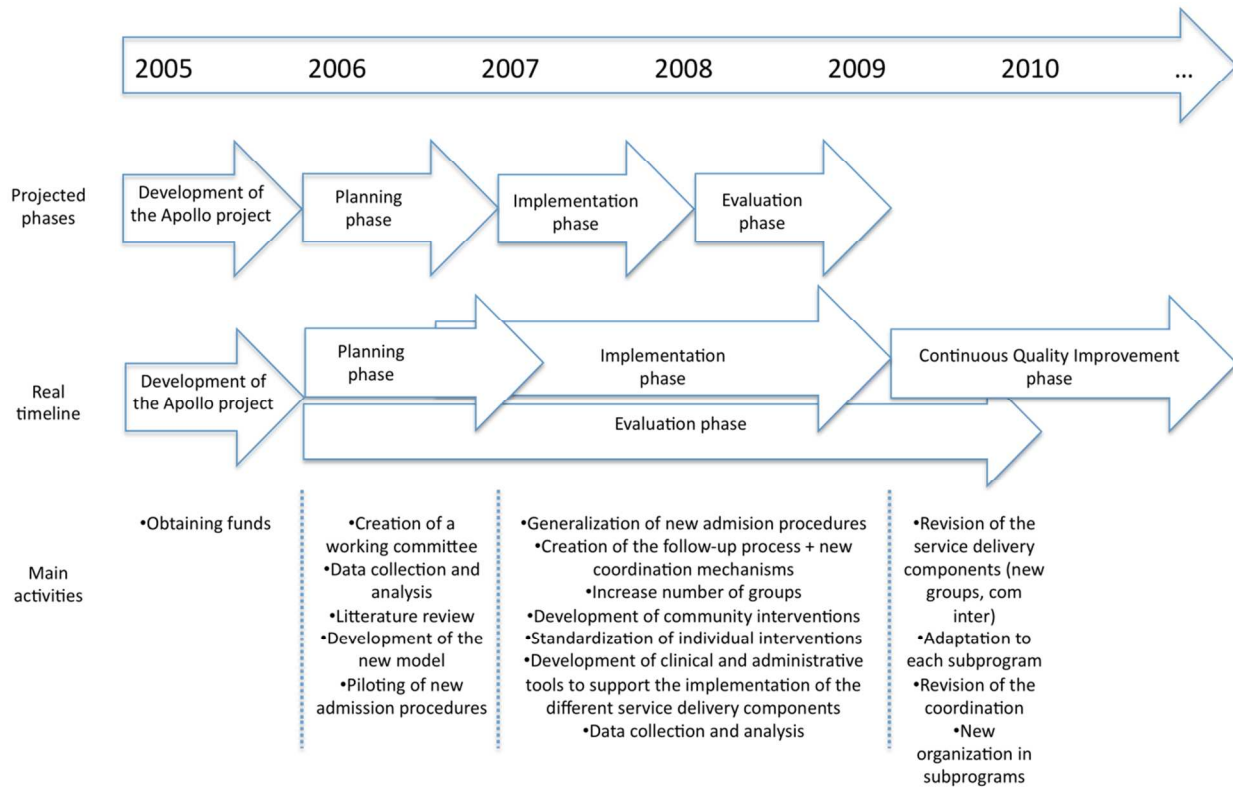 2005 2006 2007 2008 2009 2010 ...
Projected
phases
Development of
the Apollo project
Planning
phase
Implementation
phase
Evaluation
phase
Real
timeline
Development of
the Apollo project
Planning
phase
Implementation
phase
Continuous Quality Improvement
phase
Evaluation phase
Main
activities
•Obtaining funds
•Creation of a
working committee
•Data collection and
analysis
•Litterature review
•Development of the
new model
•Piloting of new
admission procedures
•Generalization of new admision procedures
•Creation of the follow-up process + new
coordination mechanisms
•Increase number of groups
•Development of community interventions
•Standardization of individual interventions
•Development of clinical and administrative
tools to support the implementation of the
different service delivery components
•Data collection and analysis
•Revision of the
service delivery
components (new
groups, com
inter)
•Adaptation to
each subprogram
•Revision of the
coordination
•New
organization in
subprograms